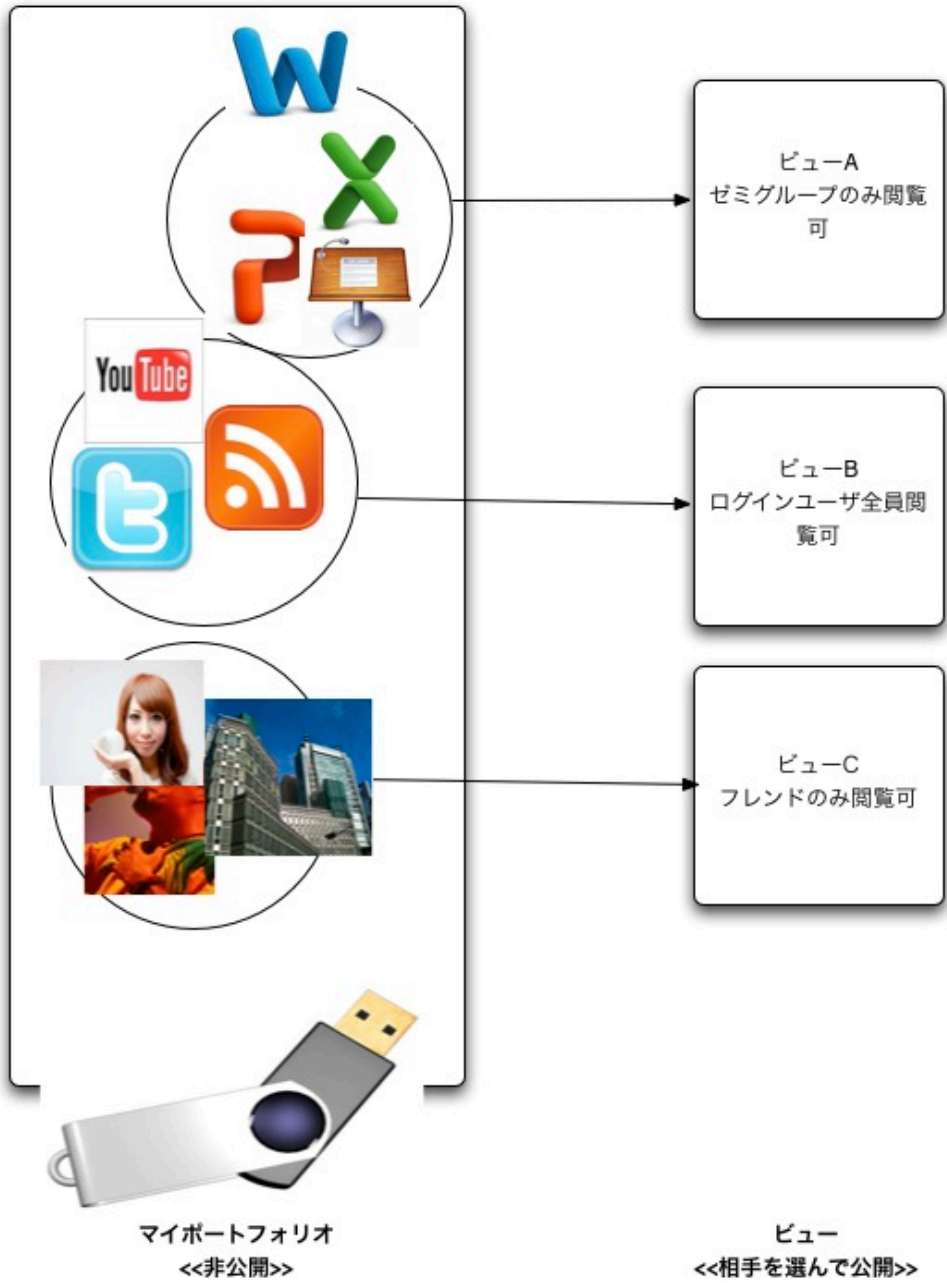 ビューA
ゼミグループのみ閲覧
可
YouTube
ビューB
ログインユーザ全員閲
覧可
ビューC
フレンドのみ閲覧可
マイポートフォリオ
<<非公開>>
ビュー
<<相手を選んで公開>>